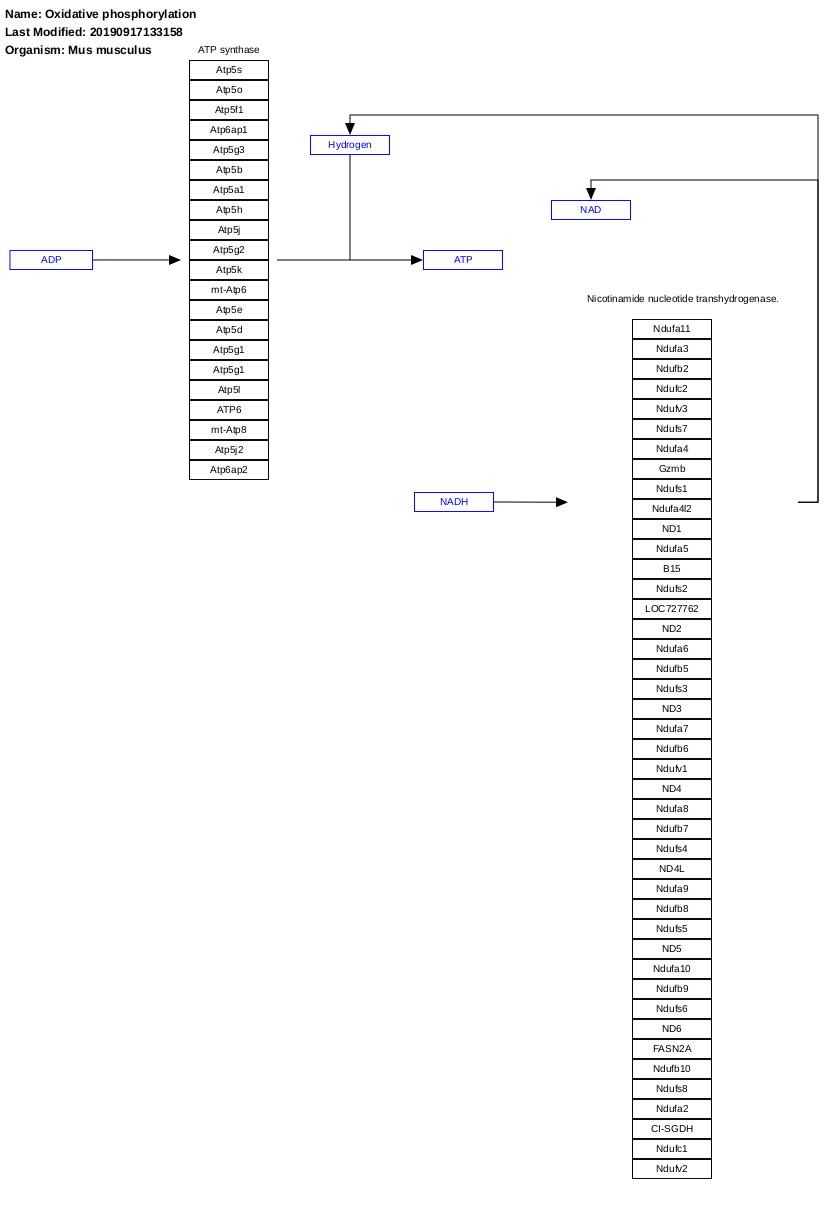 Name: Oxidative phosphorylation
Last Modified: 20190917133158
Organism: Mus musculus
ATP synthase
Atp5s
Atp5o
Atp5f1
Atp6ap1
Atp5g3
Atp5b
Atp5a1
Atp5h
Atp5j
Atp5g2
Atp5k
mt-Atp6
Atp5e
Atp5d
Atp5g1
Atp5g1
Atp5l
ATP6
mt-Atp8
Atp5j2
Atp6ap2
ADP
Hydrogen
ATP
NAD
NADH
Nicotinamide nucleotide transhydrogenase.
Ndufa11
Ndufa3
Ndufb2
Ndufc2
Ndufv3
Ndufs7
Ndufa4
Gzmb
Ndufs1
Ndufa4l2
ND1
Ndufa5
B15
Ndufs2
LOC727762
ND2
Ndufa6
Ndufb5
Ndufs3
ND3
Ndufa7
Ndufb6
Ndufv1
ND4
Ndufa8
Ndufb7
Ndufs4
ND4L
Ndufa9
Ndufb8
Ndufs5
ND5
Ndufa10
Ndufb9
Ndufs6
ND6
FASN2A
Ndufb10
Ndufs8
Ndufa2
CI-SGDH
Ndufc1
Ndufv2